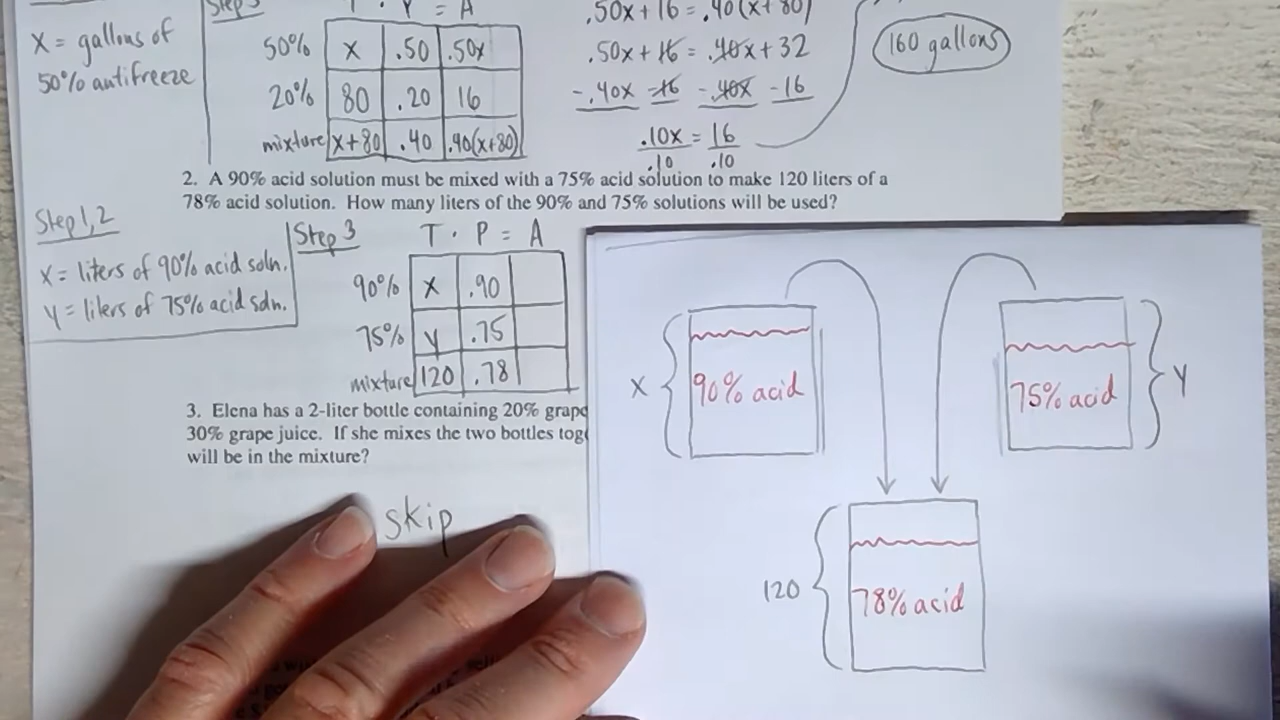 Step 3
T · P = A
.50x + 16 = .40(x+80)
X = gallons of
50% antifreeze
50% x .50 .50x
20% 80 .20 16
mixture x+80 .40 .40(x+80)
.50x + 16 = .40x + 32
-.40x -16 -.40x -16
.10x = 16
.10 .10
160 gallons
2. A 90% acid solution must be mixed with a 75% acid solution to make 120 liters of a
78% acid solution. How many liters of the 90% and 75% solutions will be used?
Step 1,2
X = liters of 90% acid soln.
Y = liters of 75% acid soln.
Step 3
T · P = A
90% x .90
75% y .75
mixture 120 .78
3. Elena has a 2-liter bottle containing 20% grape
30% grape juice. If she mixes the two bottles tog
will be in the mixture?
skip
X
90% acid
75% acid
Y
120
78% acid